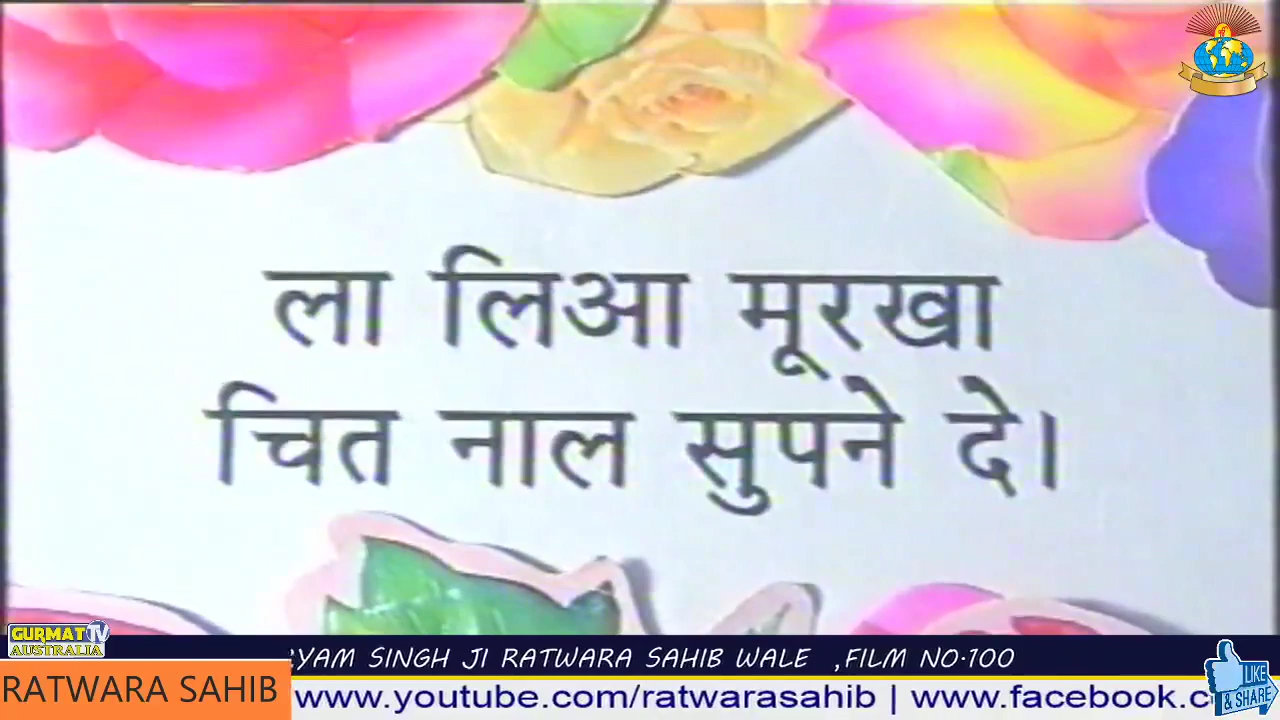 ला लिआ मूरखा
चित नाल सुपने दे।
GURMAT TV
AUSTRALIA
SINGH JI RATWARA SAHIB WALE ,FILM NO.100
RATWARA SAHIB
www.youtube.com/ratwarasahib | www.facebook.c
LIKE
& SHARE